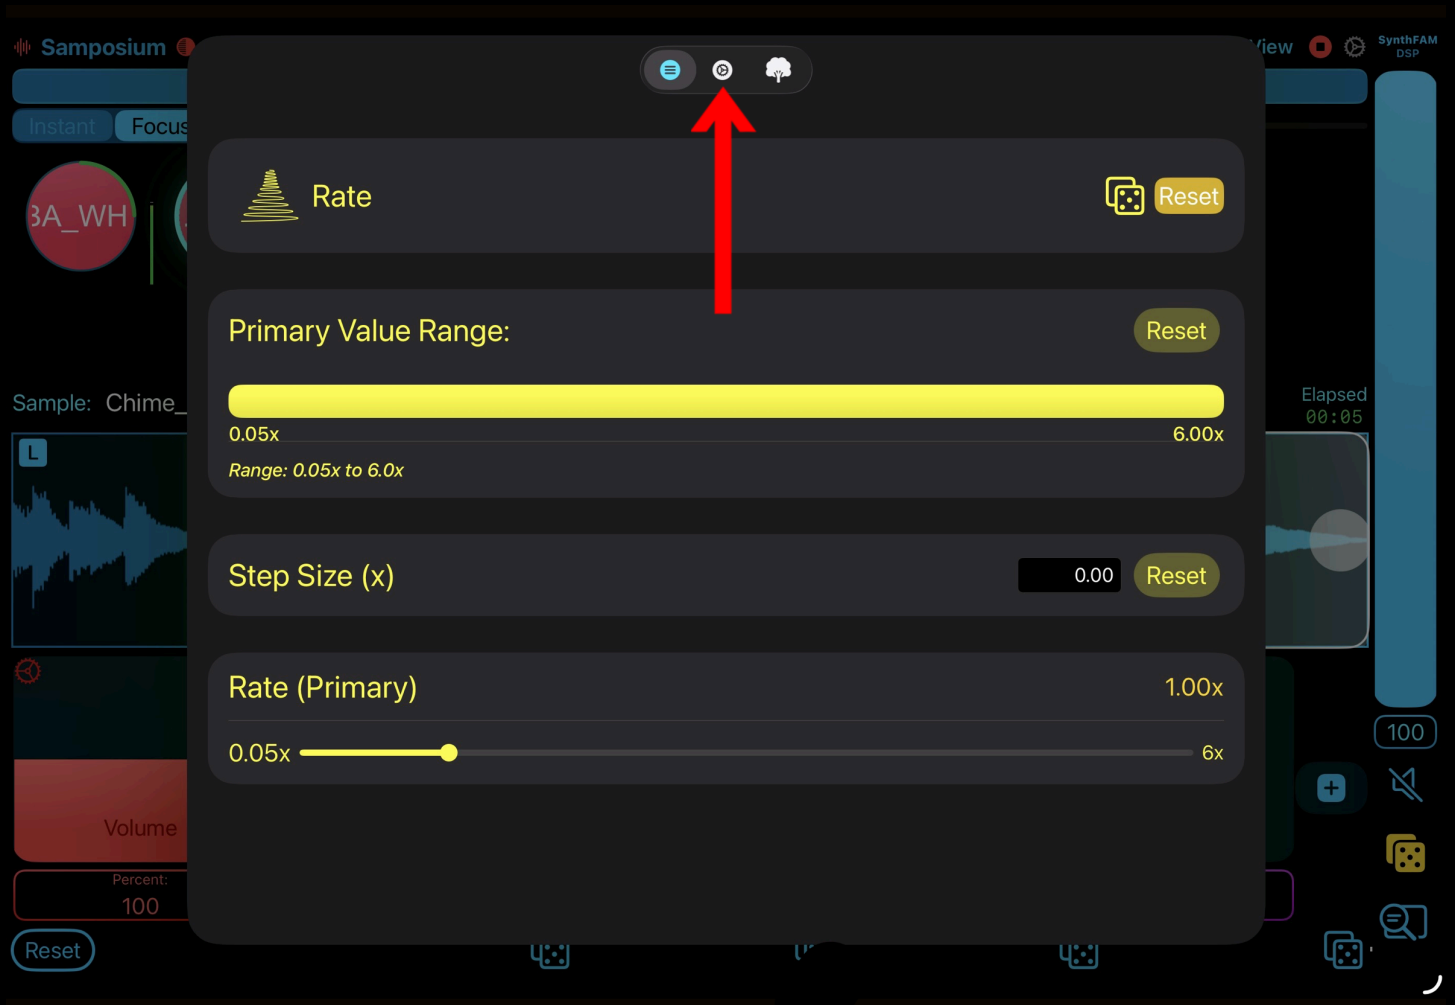 Samposium
View
SynthFAM
DSP
Instant
Focus
BA_WH
Rate
Reset
Primary Value Range:
Reset
0.05x
6.00x
Range: 0.05x to 6.0x
Sample: Chime_
Elapsed
00:05
L
Step Size (x)
0.00
Reset
Rate (Primary)
1.00x
0.05x
6x
100
Volume
Percent:
100
Reset